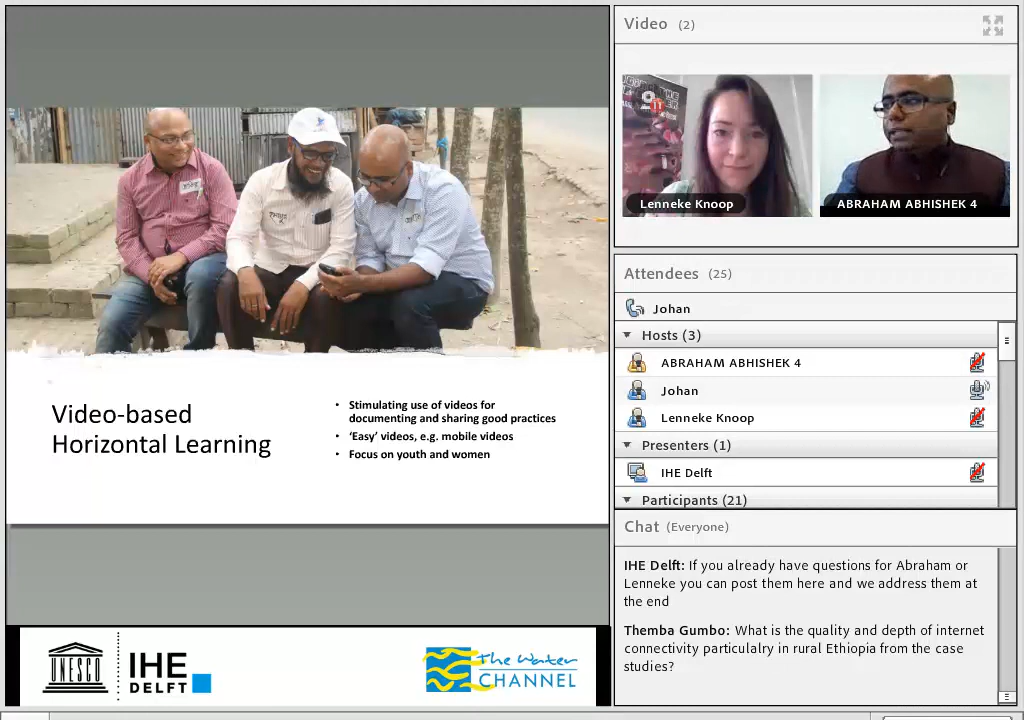 Video-based
Horizontal Learning
• Stimulating use of videos for
documenting and sharing good practices
• ‘Easy’ videos, e.g. mobile videos
• Focus on youth and women
UNESCO
IHE
DELFT
The Water
CHANNEL
Video (2)
Lenneke Knoop
ABRAHAM ABHISHEK 4
Attendees (25)
Johan
Hosts (3)
ABRAHAM ABHISHEK 4
Johan
Lenneke Knoop
Presenters (1)
IHE Delft
Participants (21)
Chat (Everyone)
IHE Delft: If you already have questions for Abraham or
Lenneke you can post them here and we address them at
the end
Themba Gumbo: What is the quality and depth of internet
connectivity particulalry in rural Ethiopia from the case
studies?